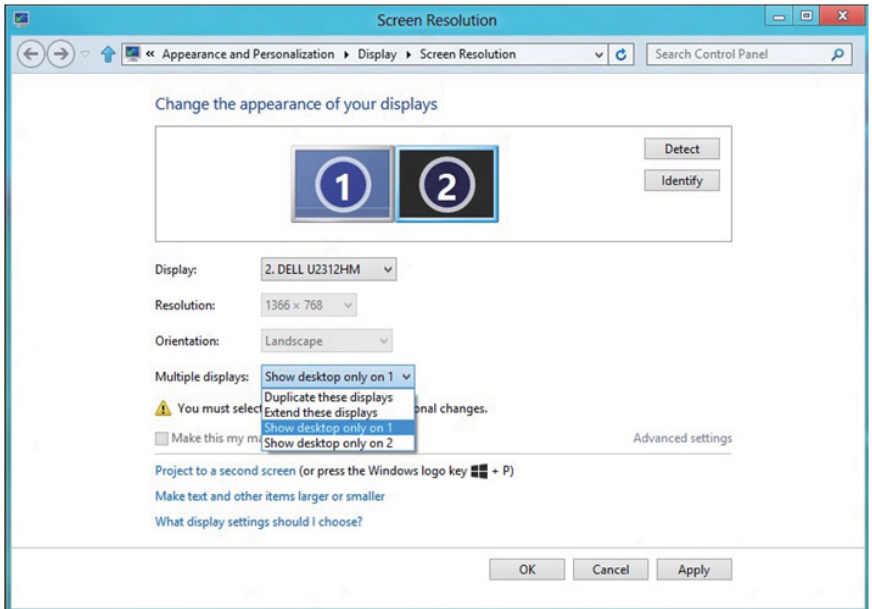 Screen Resolution
« Appearance and Personalization Display Screen Resolution
Search Control Panel
Change the appearance of your displays
1
2
Detect
Identify
Display: 2. DELL U2312HM
Resolution: 1366 × 768
Orientation: Landscape
Multiple displays: Show desktop only on 1
Duplicate these displays
Extend these displays
Show desktop only on 1
Show desktop only on 2
You must select onal changes.
Make this my ma
Advanced settings
Project to a second screen (or press the Windows logo key + P)
Make text and other items larger or smaller
What display settings should I choose?
OK Cancel Apply